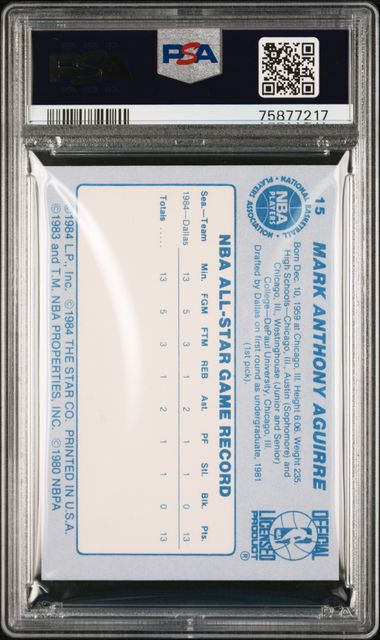 PSA
PSA
75877217
15
MARK ANTHONY AGUIRRE
Born Dec. 10, 1959 at Chicago, Ill. Height 6:06. Weight 235.
High Schools—Chicago, Ill., Austin (Sophomore) and
Chicago, Ill., Westinghouse (Junior and Senior)
College—DePaul University, Chicago, Ill
Drafted by Dallas on first round as undergraduate, 1981
(1st pick).
NATIONAL BASKETBALL
NBA
PLAYERS
PLAYERS ASSOCIATION
OFFICIAL
LICENSED
PRODUCT
®
NBA ALL-STAR GAME RECORD
Sea.—Team Min. FGM FTM REB Ast. PF Stl. Blk. Pts.
1984—Dallas 13 5 3 1 2 1 1 0 13
Totals ..... 13 5 3 1 2 1 1 0 13
©1984 L.P., Inc. ©1984 THE STAR CO. PRINTED IN U.S.A.
©1983 and T.M. NBA PROPERTIES, INC. ©1980 NBPA